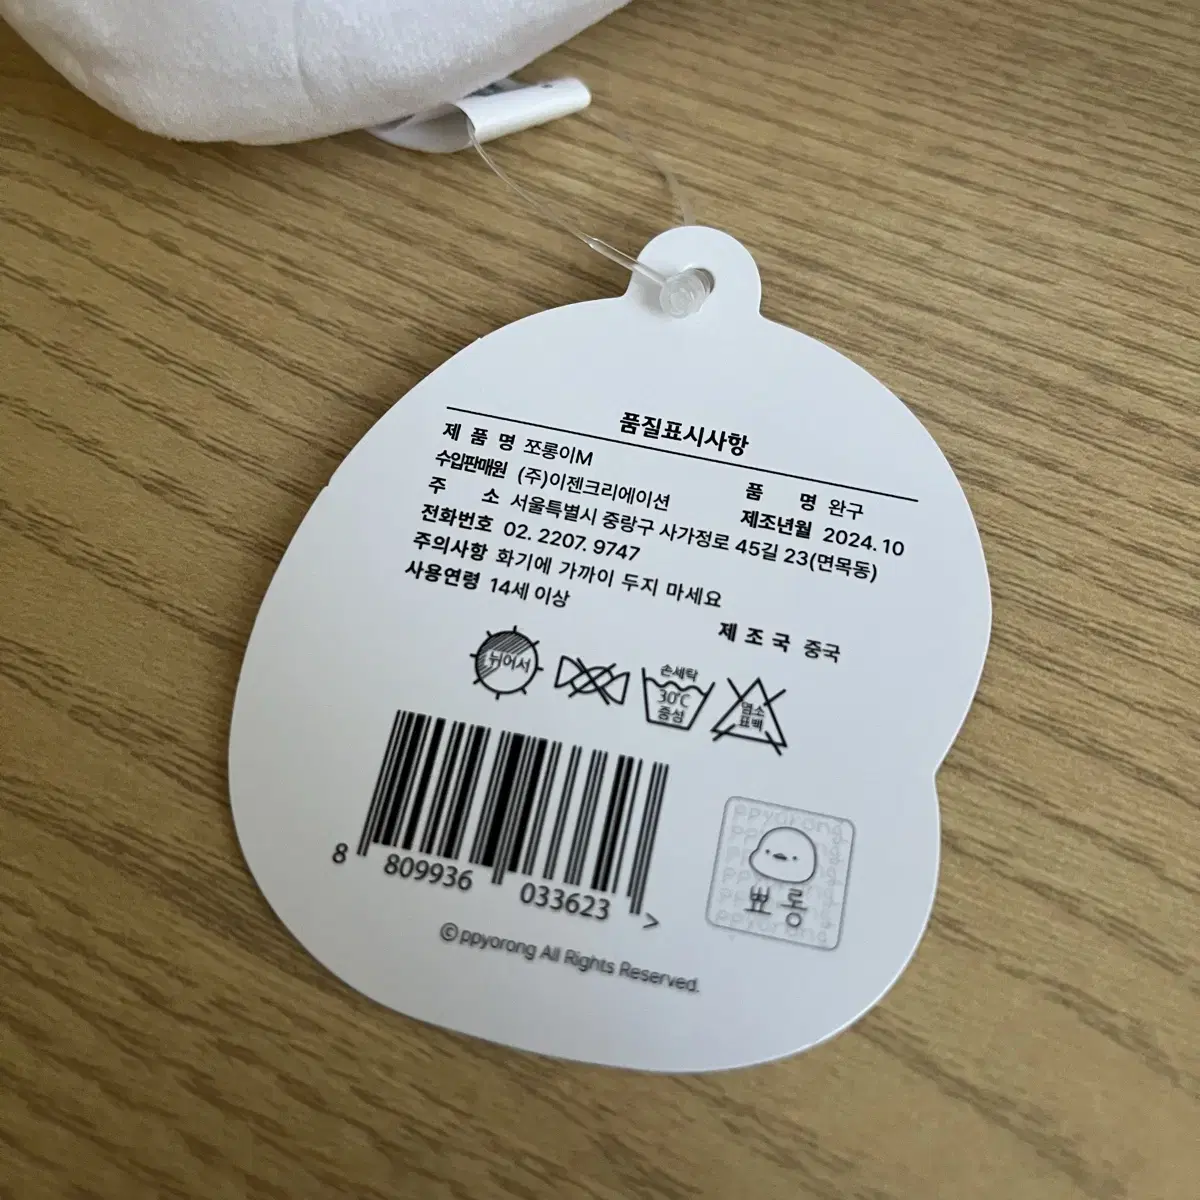 품질표시사항
제 품 명 쪼롱이M 품 명 완구
수입판매원 (주)이젠크리에이션 제조년월 2024.10
주 소 서울특별시 중랑구 사가정로 45길 23(면목동)
전화번호 02. 2207. 9747
주의사항 화기에 가까이 두지 마세요
사용연령 14세 이상 제 조 국 중국
뉘어서
손세탁
30℃
중성
염소
표백
8 809936 033623 >
ppyorong
뽀롱
ppyorong
©ppyorong All Rights Reserved.